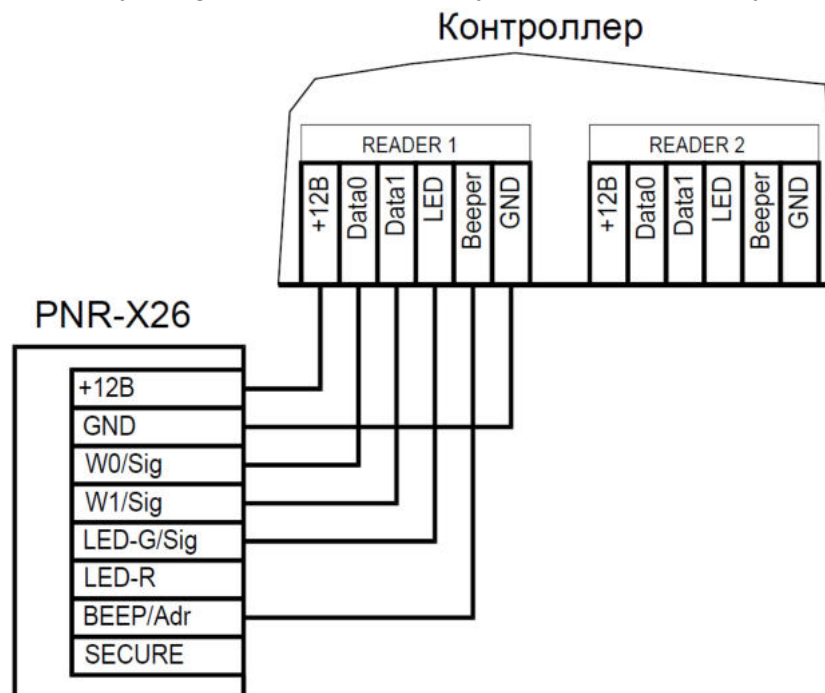 Контроллер
READER 1
READER 2
+12В
Data0
Data1
LED
Beeper
GND
+12В
Data0
Data1
LED
Beeper
GND
PNR-X26
+12В
GND
W0/Sig
W1/Sig
LED-G/Sig
LED-R
BEEP/Adr
SECURE